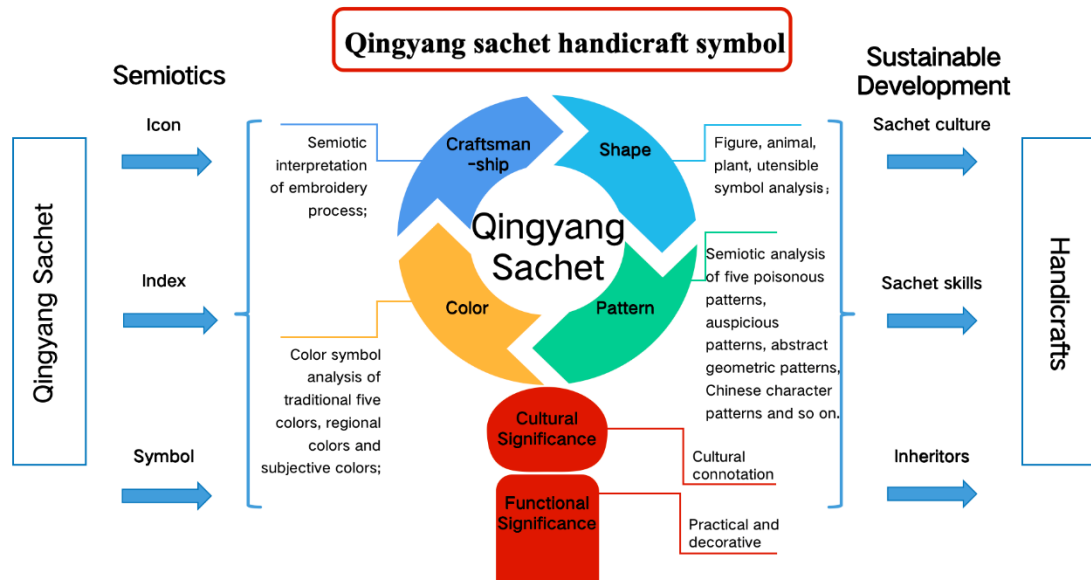 Qingyang sachet handicraft symbol
Semiotics
Sustainable
Development
Qingyang Sachet
Icon
Index
Symbol
Semiotic
interpretation
of embroidery
process;
Color symbol
analysis of
traditional five
colors, regional
colors and
subjective colors;
Craftsman
-ship
Shape
Qingyang
Sachet
Color
Pattern
Cultural
Significance
Functional
Significance
Figure, animal,
plant, utensible
symbol analysis;
Semiotic analysis
of five poisonous
patterns,
auspicious
patterns, abstract
geometric patterns,
Chinese character
patterns and so on.
Cultural
connotation
Practical and
decorative
Sachet culture
Sachet skills
Inheritors
Handicrafts